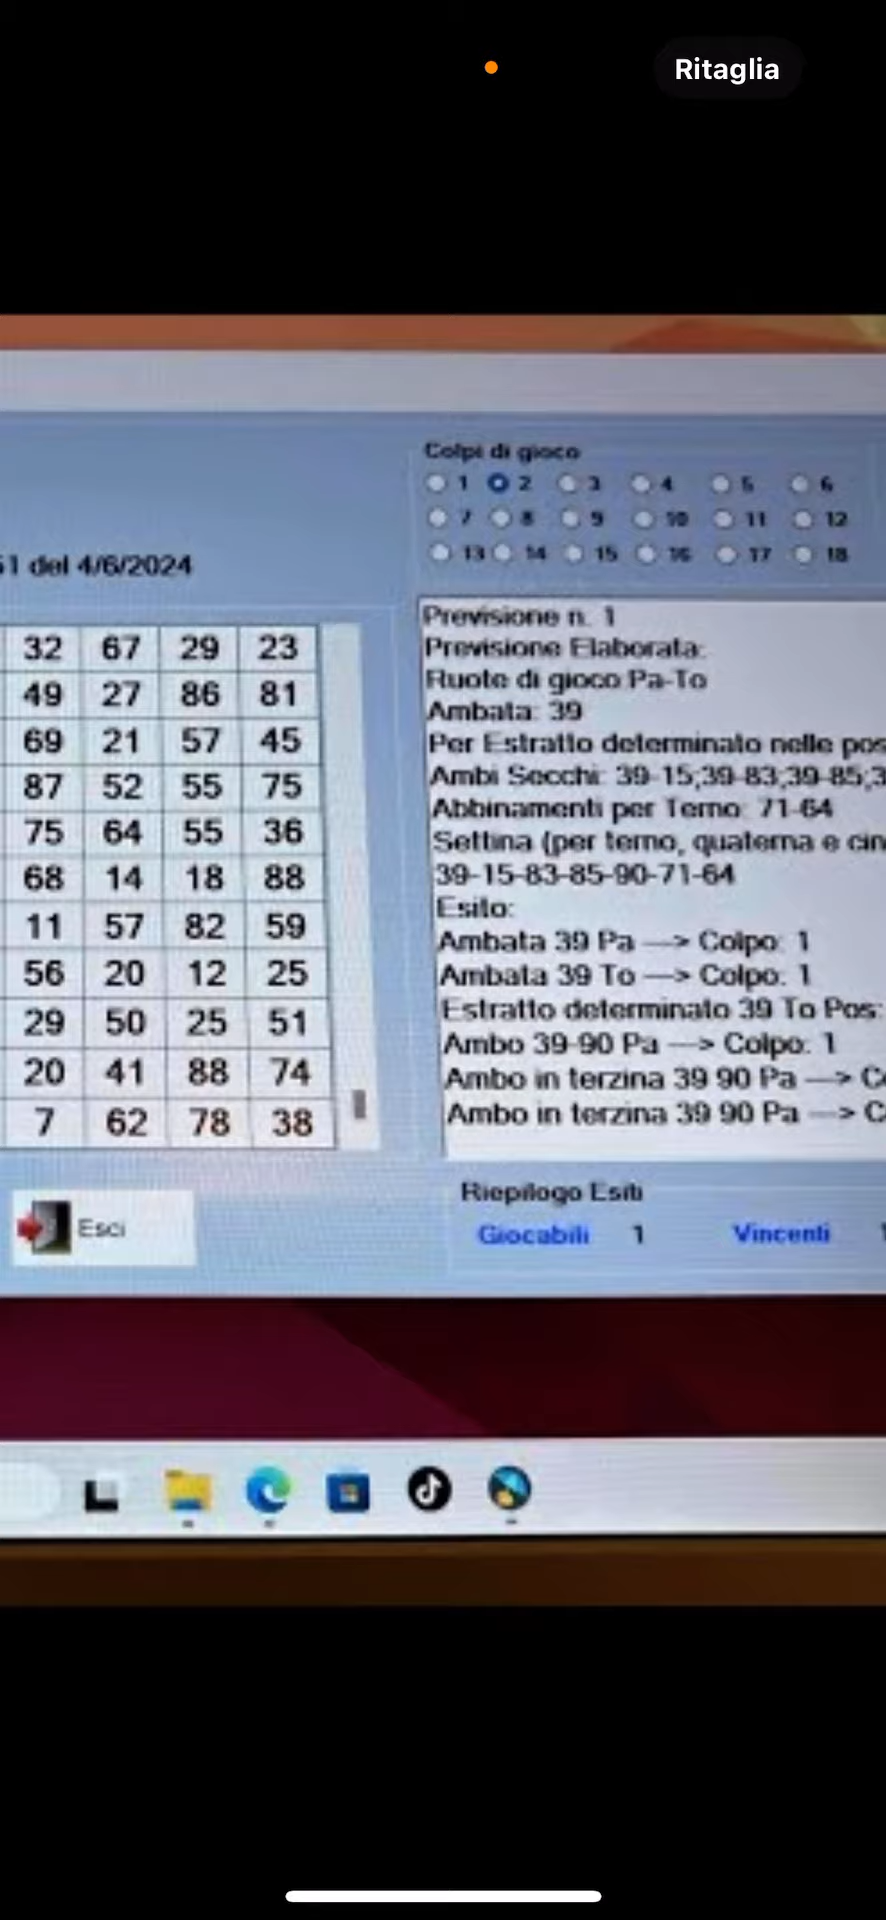 Ritaglia
Colpi di gioco
1 2 3 4 5 6
7 8 9 10 11 12
13 14 15 16 17 18
del 4/6/2024
32 67 29 23
49 27 86 81
69 21 57 45
87 52 55 75
75 64 55 36
68 14 18 88
11 57 82 59
56 20 12 25
29 50 25 51
20 41 88 74
7 62 78 38
Previsione n. 1
Previsione Elaborata:
Ruote di gioco Pa-To
Ambata: 39
Per Estratto determinato nelle pos
Ambi Secchi: 39-15;39-83;39-85;3
Abbinamenti per Terno: 71-64
Settina (per terno, quaterna e cin
39-15-83-85-90-71-64
Esito:
Ambata 39 Pa ---> Colpo: 1
Ambata 39 To ---> Colpo: 1
Estratto determinato 39 To Pos:
Ambo 39-90 Pa ---> Colpo: 1
Ambo in terzina 39 90 Pa ---> C
Ambo in terzina 39 90 Pa ---> C
Esci
Riepilogo Esiti
Giocabili 1 Vincenti